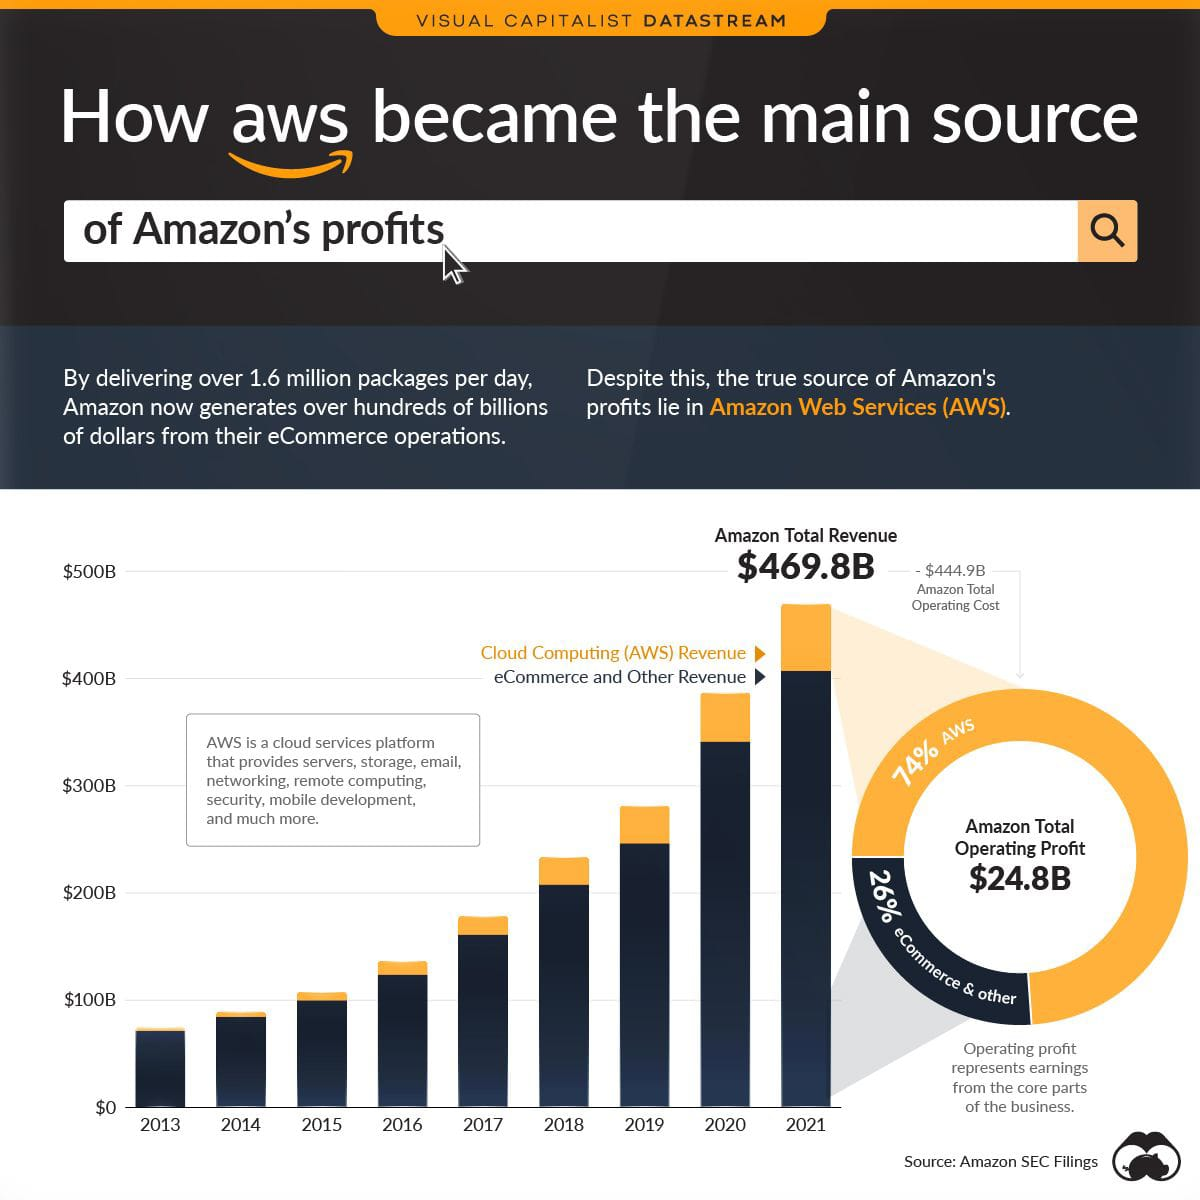 VISUAL CAPITALIST DATASTREAM
How aws became the main source
of Amazon's profits
By delivering over 1.6 million packages per day,
Amazon now generates over hundreds of billions
of dollars from their eCommerce operations.
Despite this, the true source of Amazon's
profits lie in Amazon Web Services (AWS).
Amazon Total Revenue
$469.8B
- $444.9B
Amazon Total
Operating Cost
$500B
$400B
$300B
$200B
$100B
$0
Cloud Computing (AWS) Revenue
eCommerce and Other Revenue
AWS is a cloud services platform
that provides servers, storage, email,
networking, remote computing,
security, mobile development,
and much more.
74% AWS
26% eCommerce & other
Amazon Total
Operating Profit
$24.8B
Operating profit
represents earnings
from the core parts
of the business.
2013 2014 2015 2016 2017 2018 2019 2020 2021
Source: Amazon SEC Filings